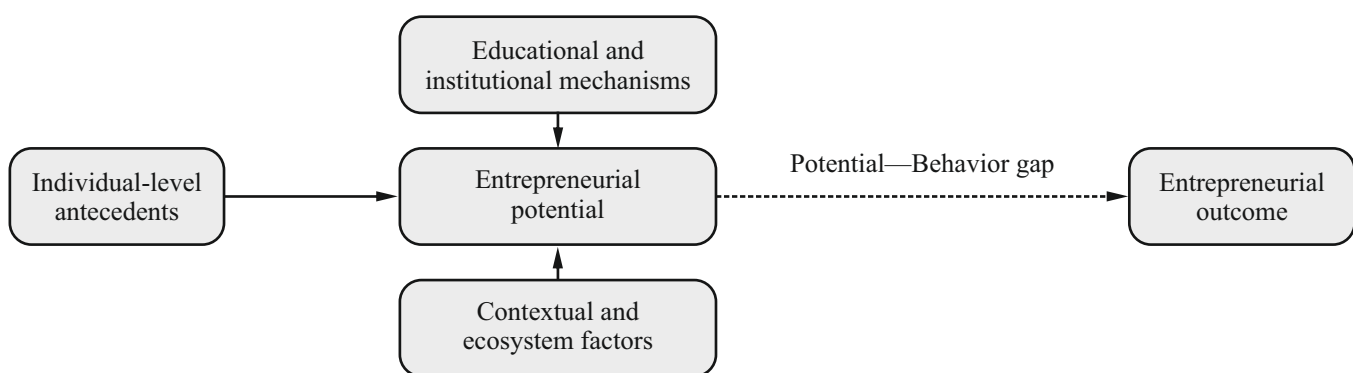 Educational and
institutional mechanisms
Individual-level
antecedents
Entrepreneurial
potential
Potential—Behavior gap
Entrepreneurial
outcome
Contextual and
ecosystem factors